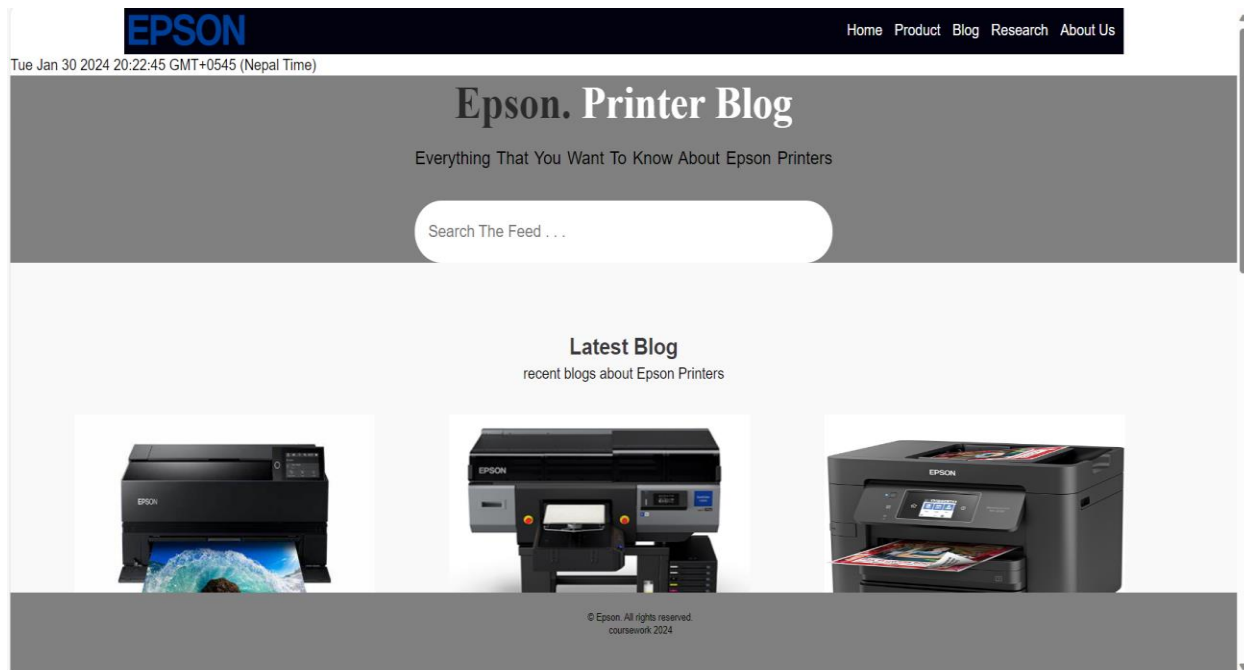 EPSON
Home Product Blog Research About Us
Tue Jan 30 2024 20:22:45 GMT+0545 (Nepal Time)
Epson. Printer Blog
Everything That You Want To Know About Epson Printers
Search The Feed . . .
Latest Blog
recent blogs about Epson Printers
EPSON
EPSON
EPSON
© Epson. All rights reserved.
coursework 2024